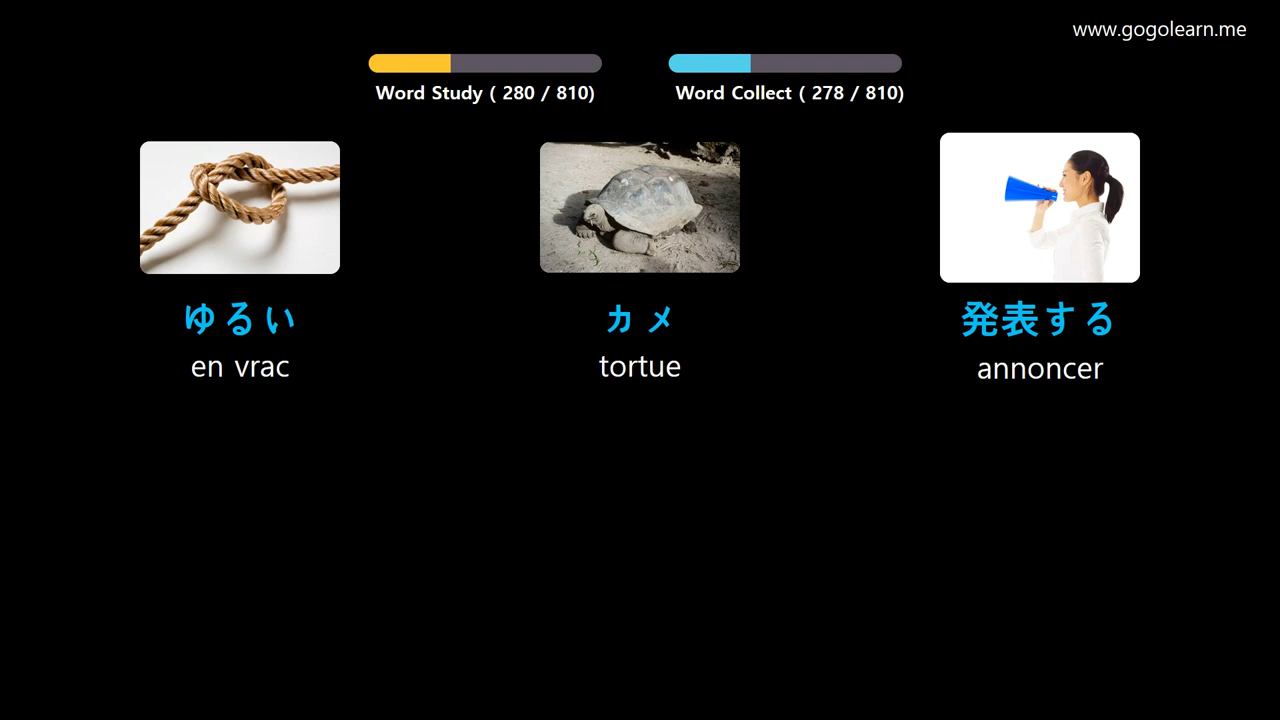 www.gogolearn.me
Word Study ( 280 / 810)
Word Collect ( 278 / 810)
ゆるい
カメ
発表する
en vrac
tortue
annoncer